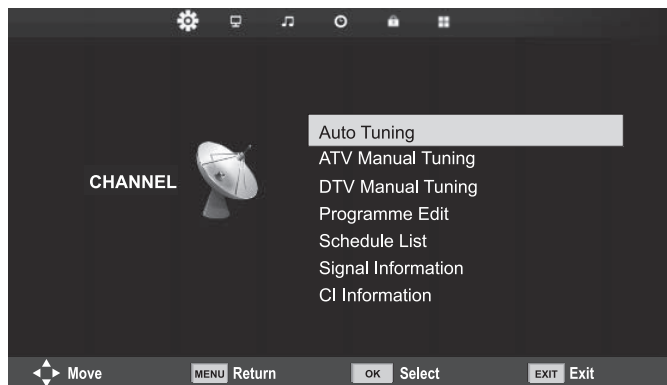 Auto Tuning
ATV Manual Tuning
CHANNEL
DTV Manual Tuning
Programme Edit
Schedule List
Signal Information
CI Information
Move MENU Return OK Select EXIT Exit